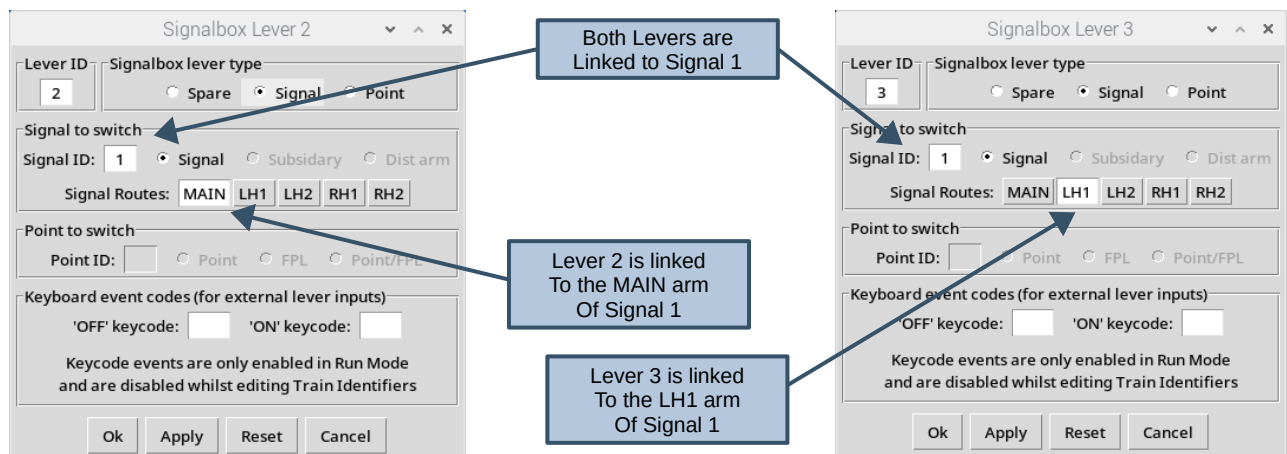 Signalbox Lever 2
Lever ID
Signalbox lever type
2
Spare
Signal
Point
Signal to switch
Signal ID: 1
Signal
Subsidary
Dist arm
Signal Routes: MAIN LH1 LH2 RH1 RH2
Point to switch
Point ID:
Point
FPL
Point/FPL
Keyboard event codes (for external lever inputs)
'OFF' keycode:
'ON' keycode:
Keycode events are only enabled in Run Mode
and are disabled whilst editing Train Identifiers
Ok
Apply
Reset
Cancel
Both Levers are
Linked to Signal 1
Lever 2 is linked
To the MAIN arm
Of Signal 1
Lever 3 is linked
To the LH1 arm
Of Signal 1
Signalbox Lever 3
Lever ID
Signalbox lever type
3
Spare
Signal
Point
Signal to switch
Signal ID: 1
Signal
Subsidary
Dist arm
Signal Routes: MAIN LH1 LH2 RH1 RH2
Point to switch
Point ID:
Point
FPL
Point/FPL
Keyboard event codes (for external lever inputs)
'OFF' keycode:
'ON' keycode:
Keycode events are only enabled in Run Mode
and are disabled whilst editing Train Identifiers
Ok
Apply
Reset
Cancel